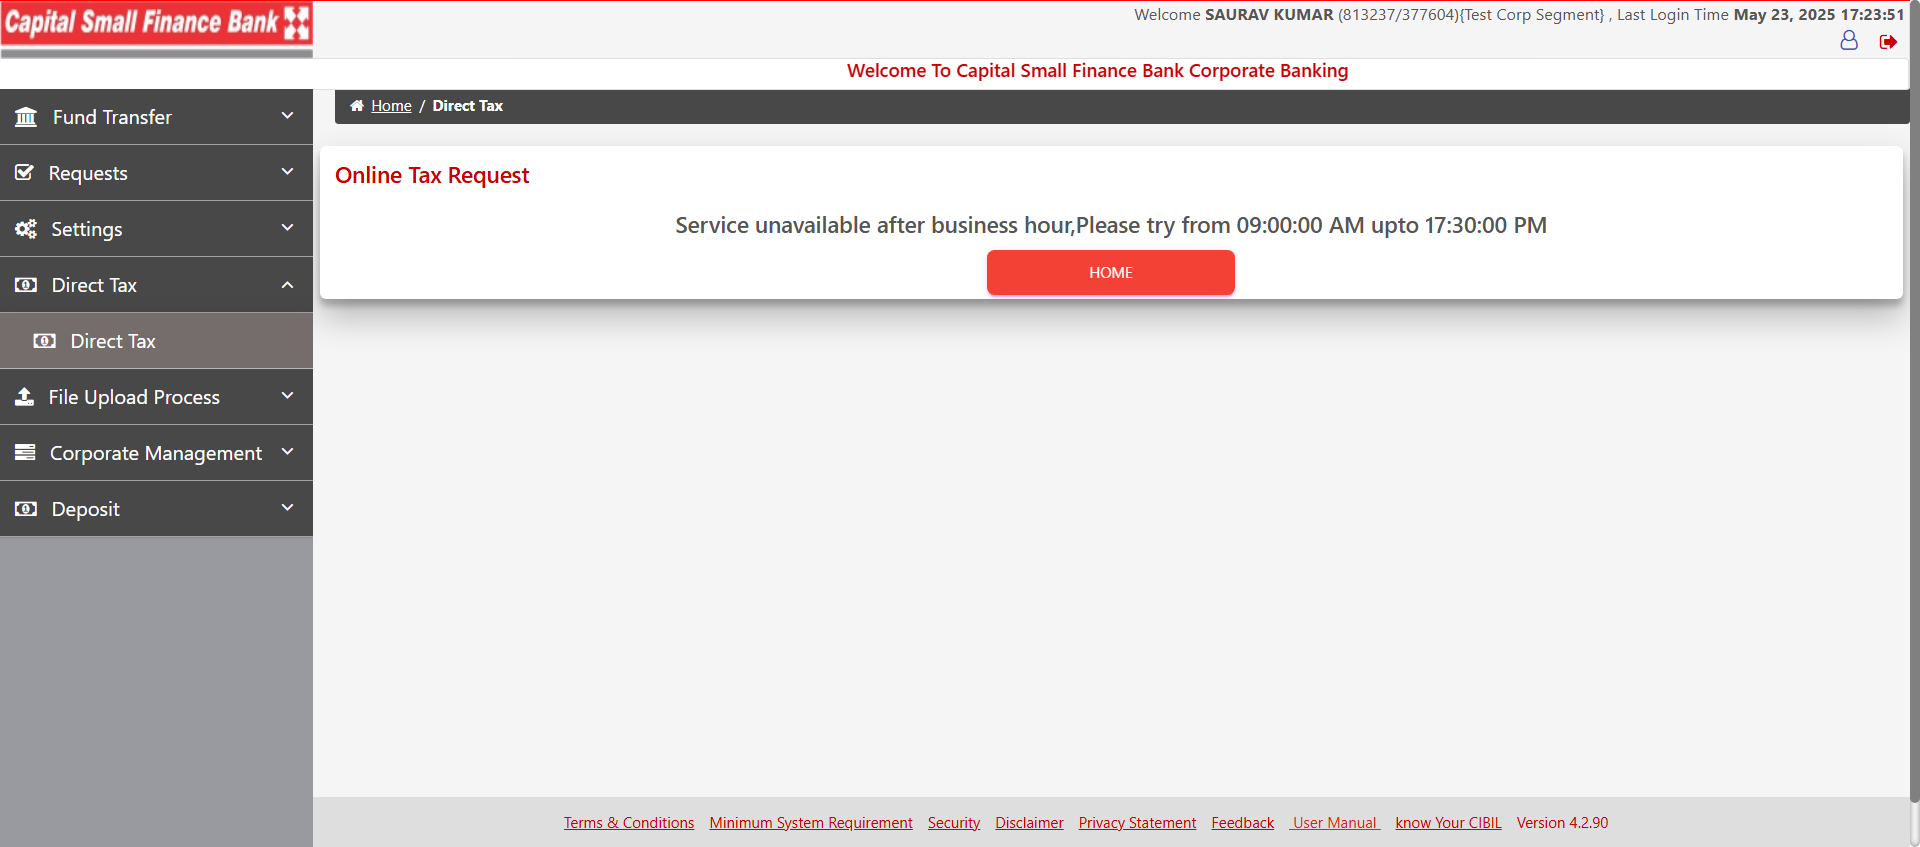 Capital Small Finance Bank
Welcome SAURAV KUMAR (813237/377604){Test Corp Segment} , Last Login Time May 23, 2025 17:23:51
Welcome To Capital Small Finance Bank Corporate Banking
Home / Direct Tax
Fund Transfer
Requests
Settings
Direct Tax
Direct Tax
File Upload Process
Corporate Management
Deposit
Online Tax Request
Service unavailable after business hour,Please try from 09:00:00 AM upto 17:30:00 PM
HOME
Terms & Conditions Minimum System Requirement Security Disclaimer Privacy Statement Feedback User Manual know Your CIBIL Version 4.2.90